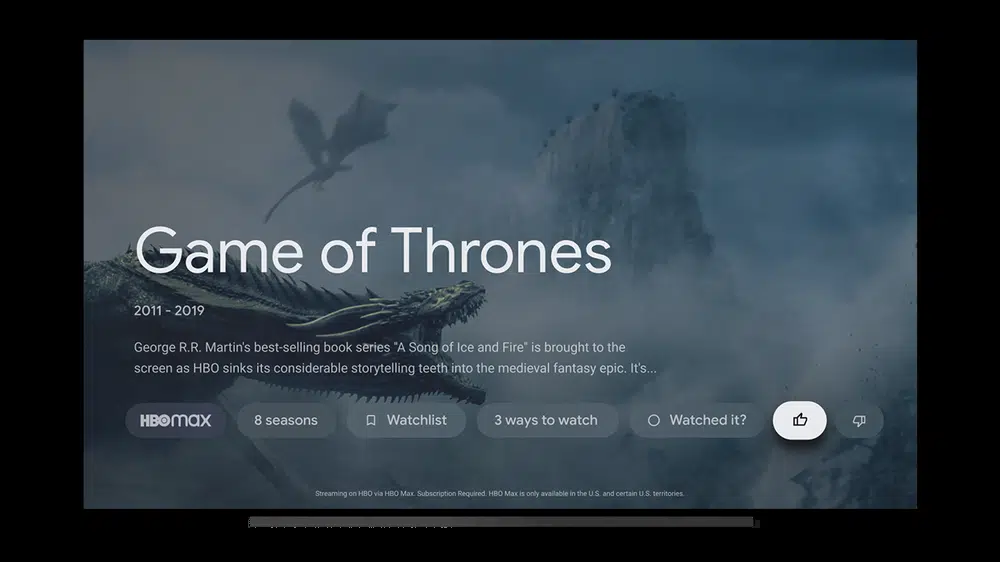 Game of Thrones
2011 - 2019
George R.R. Martin's best-selling book series "A Song of Ice and Fire" is brought to the
screen as HBO sinks its considerable storytelling teeth into the medieval fantasy epic. It's...
HBOmax 8 seasons Watchlist 3 ways to watch Watched it?
Streaming on HBO via HBO Max. Subscription Required. HBO Max is only available in the U.S. and certain U.S. territories.